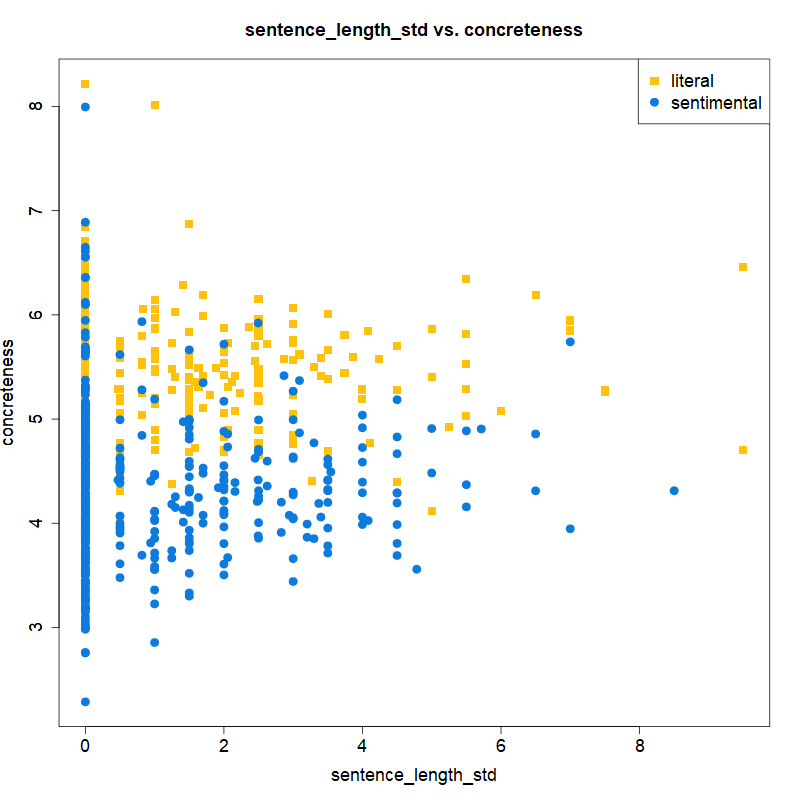 sentence_length_std vs. concreteness
literal
sentimental
8
7
6
5
4
3
concreteness
0 2 4 6 8
sentence_length_std